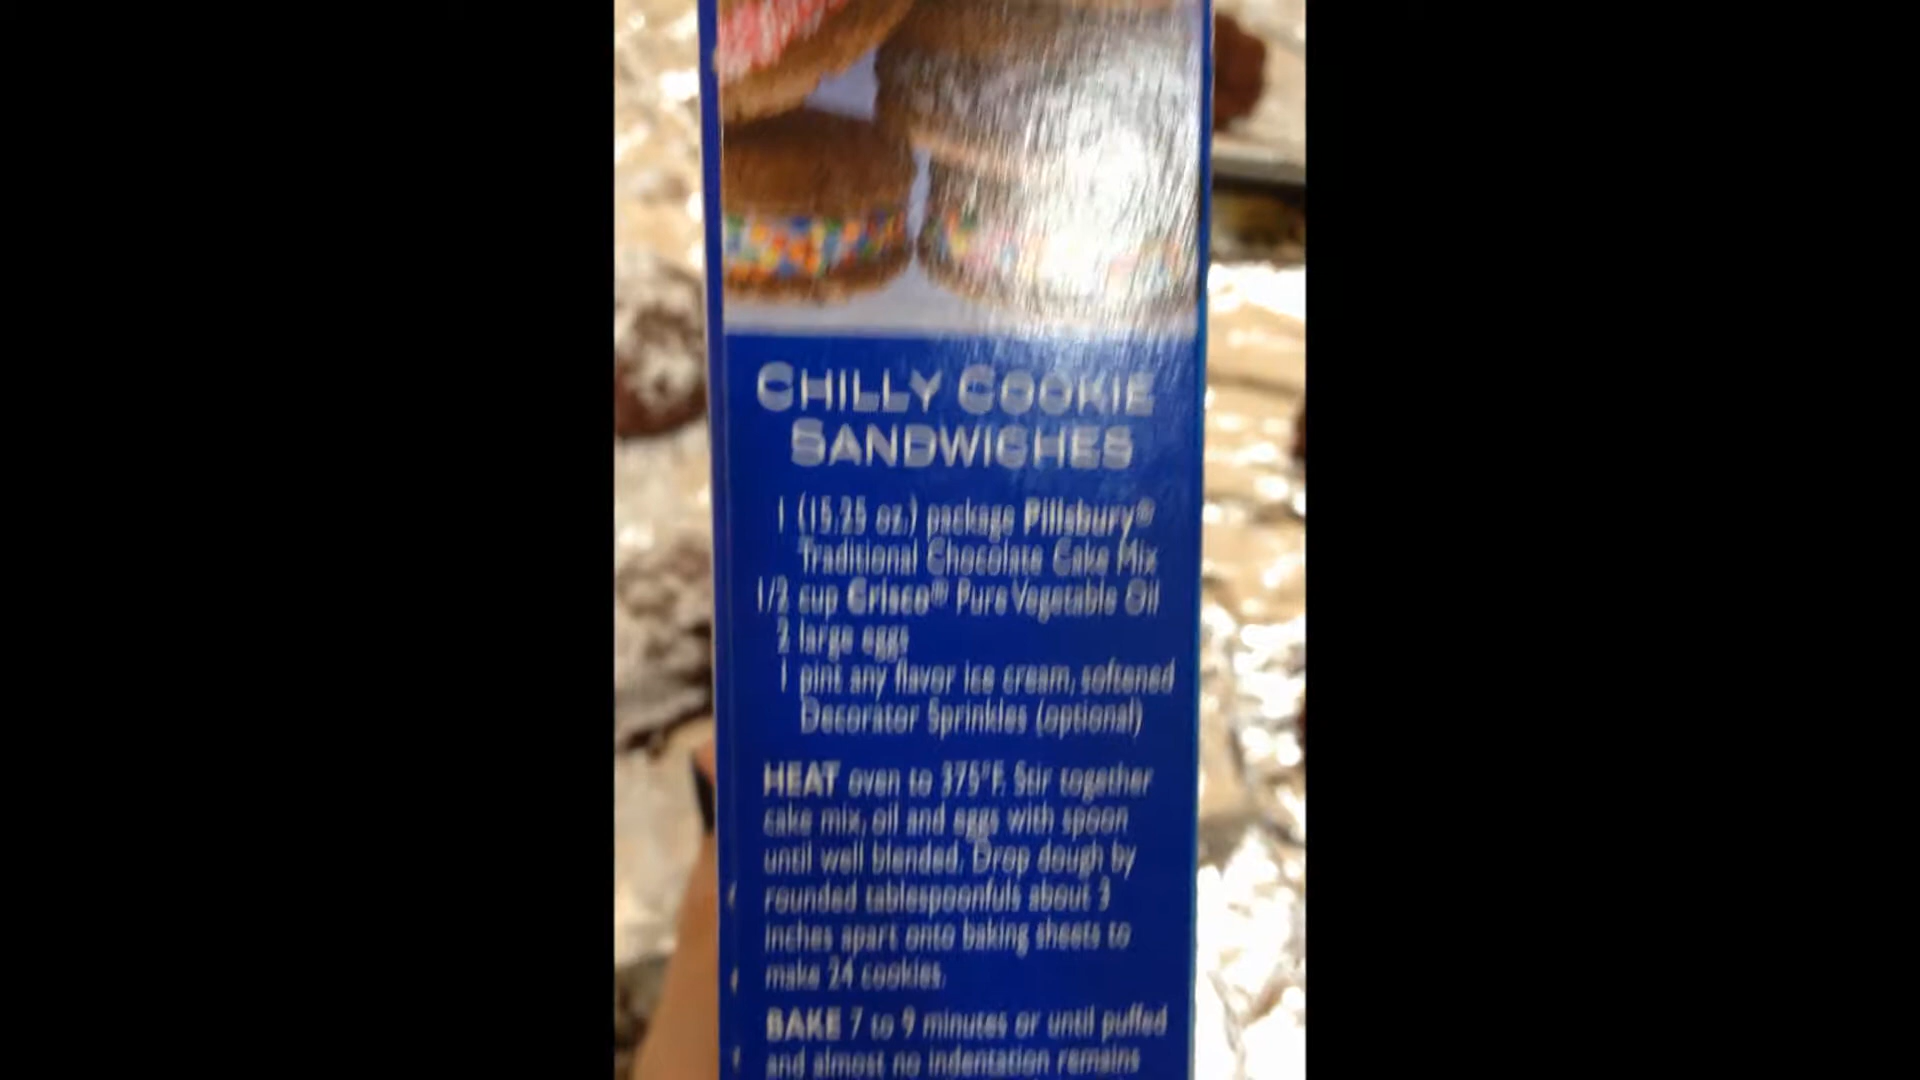 CHILLY COOKIE
SANDWICHES
1 (15.25 oz.) package Pillsbury®
Traditional Chocolate Cake Mix
1/2 cup Crisco® Pure Vegetable Oil
2 large eggs
1 pint any flavor ice cream, softened
Decorator Sprinkles (optional)
HEAT oven to 375°F. Stir together
cake mix, oil and eggs with spoon
until well blended. Drop dough by
rounded tablespoonfuls about 3
inches apart onto baking sheets to
make 24 cookies.
BAKE 7 to 9 minutes or until puffed
and almost no indentation remains